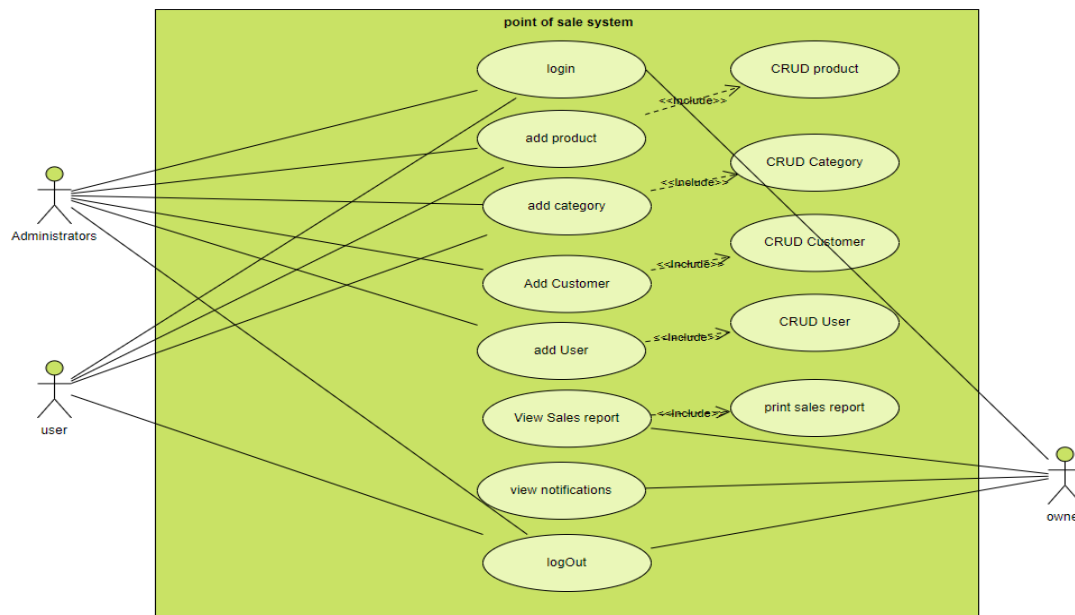 point of sale system
login
CRUD product
<<Include>>
add product
CRUD Category
<<Include>>
add category
Administrators
CRUD Customer
<<Include>>
Add Customer
CRUD User
<<Include>>
add User
user
View Sales report
<<Include>>
print sales report
view notifications
owne
logOut